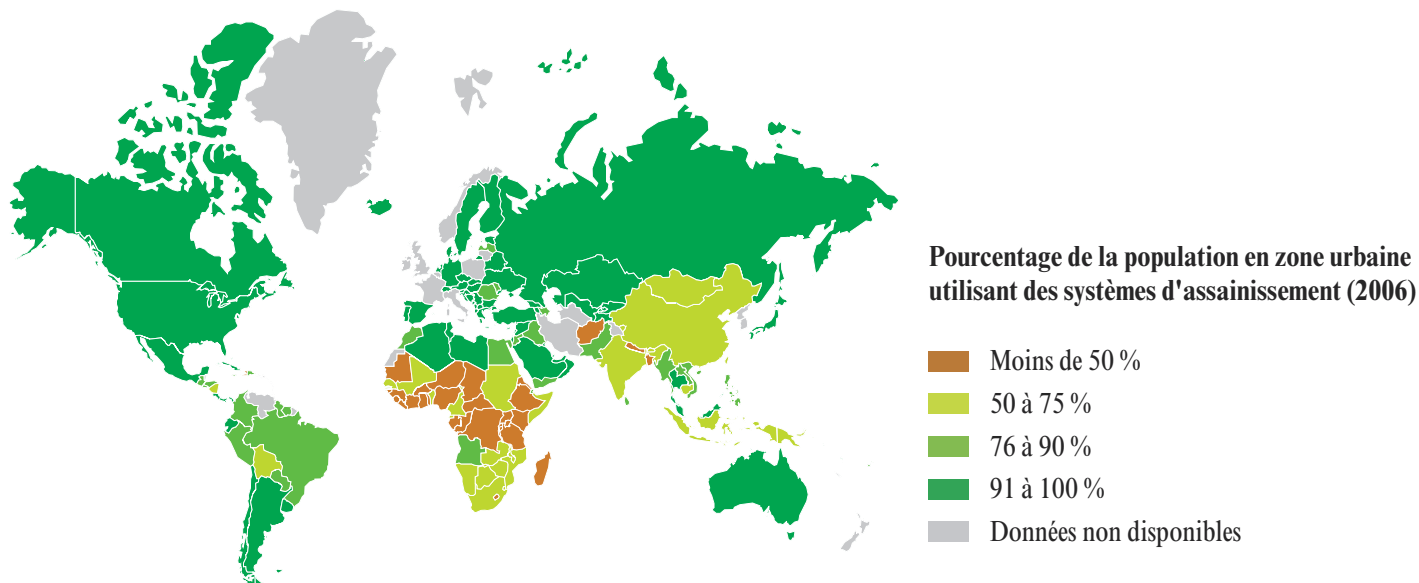 Pourcentage de la population en zone urbaine
utilisant des systèmes d'assainissement (2006)
Moins de 50 %
50 à 75 %
76 à 90 %
91 à 100 %
Données non disponibles